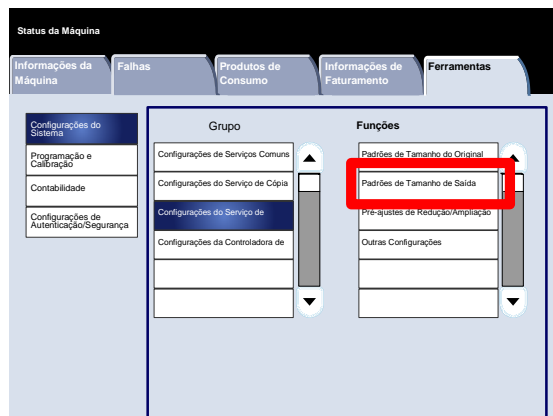 Status da Máquina
Informações da
Máquina
Falhas
Produtos de
Consumo
Informações de
Faturamento
Ferramentas
Configurações do
Sistema
Programação e
Calibração
Contabilidade
Configurações de
Autenticação/Segurança
Grupo
Configurações de Serviços Comuns
Configurações do Serviço de Cópia
Configurações do Serviço de
Configurações da Controladora de
Funções
Padrões de Tamanho do Original
Padrões de Tamanho de Saída
Pré-ajustes de Redução/Ampliação
Outras Configurações